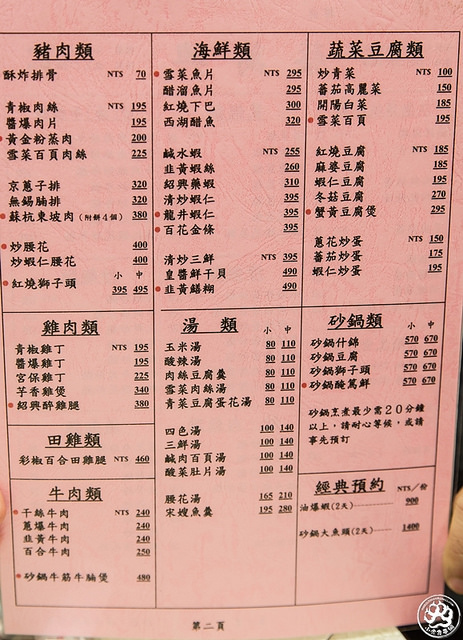 豬肉類
酥炸排骨 NT$ 70
青椒肉絲 NT$ 195
醬爆肉片 195
黃金粉蒸肉 200
雪菜百頁肉絲 225
京蔥子排 320
無錫腩排 320
蘇杭東坡肉(附餅4個) 380
炒腰花 400
炒蝦仁腰花 400
小 中
紅燒獅子頭 395 495
雞肉類
青椒雞丁 NT$ 195
醬爆雞丁 195
宮保雞丁 225
芋香雞煲 340
紹興醉雞腿 380
田雞類
彩椒百合田雞腿 NT$ 460
牛肉類
干絲牛肉 NT$ 240
蔥爆牛肉 240
韭黃牛肉 240
百合牛肉 250
砂鍋牛筋牛腩煲 480
海鮮類
雪菜魚片 NT$ 295
醋溜魚片 295
紅燒下巴 300
西湖醋魚 320
鹹水蝦 NT$ 255
韭黃蝦絲 260
紹興藥蝦 310
清炒蝦仁 395
龍井蝦仁 395
百花金條 395
清炒三鮮 NT$ 395
皇醬鮮干貝 490
韭黃鱔糊 490
湯 類 小 中
玉米湯 80 110
酸辣湯 80 110
肉絲豆腐羹 80 110
雪菜肉絲湯 80 110
青菜豆腐蛋花湯 80 110
四色湯 100 140
三鮮湯 100 140
鹹肉百頁湯 100 140
酸菜肚片湯 100 140
腰花湯 165 210
宋嫂魚羹 195 280
蔬菜豆腐類
炒青菜 NT$ 100
蕃茄高麗菜 150
開陽白菜 185
雪菜百頁 195
紅燒豆腐 NT$ 185
麻婆豆腐 185
蝦仁豆腐 195
冬菇豆腐 270
蟹黃豆腐煲 295
蔥花炒蛋 NT$ 150
蕃茄炒蛋 175
蝦仁炒蛋 195
砂鍋類 小 中
砂鍋什錦 570 670
砂鍋豆腐 570 670
砂鍋獅子頭 570 670
砂鍋醃篤鮮 570 670
砂鍋烹煮最少需20分鐘
以上,請耐心等候,或請
事先預訂
經典預約 NT$/份
油爆蝦(2天) 900
砂鍋大魚頭(2天) 1400
第二頁